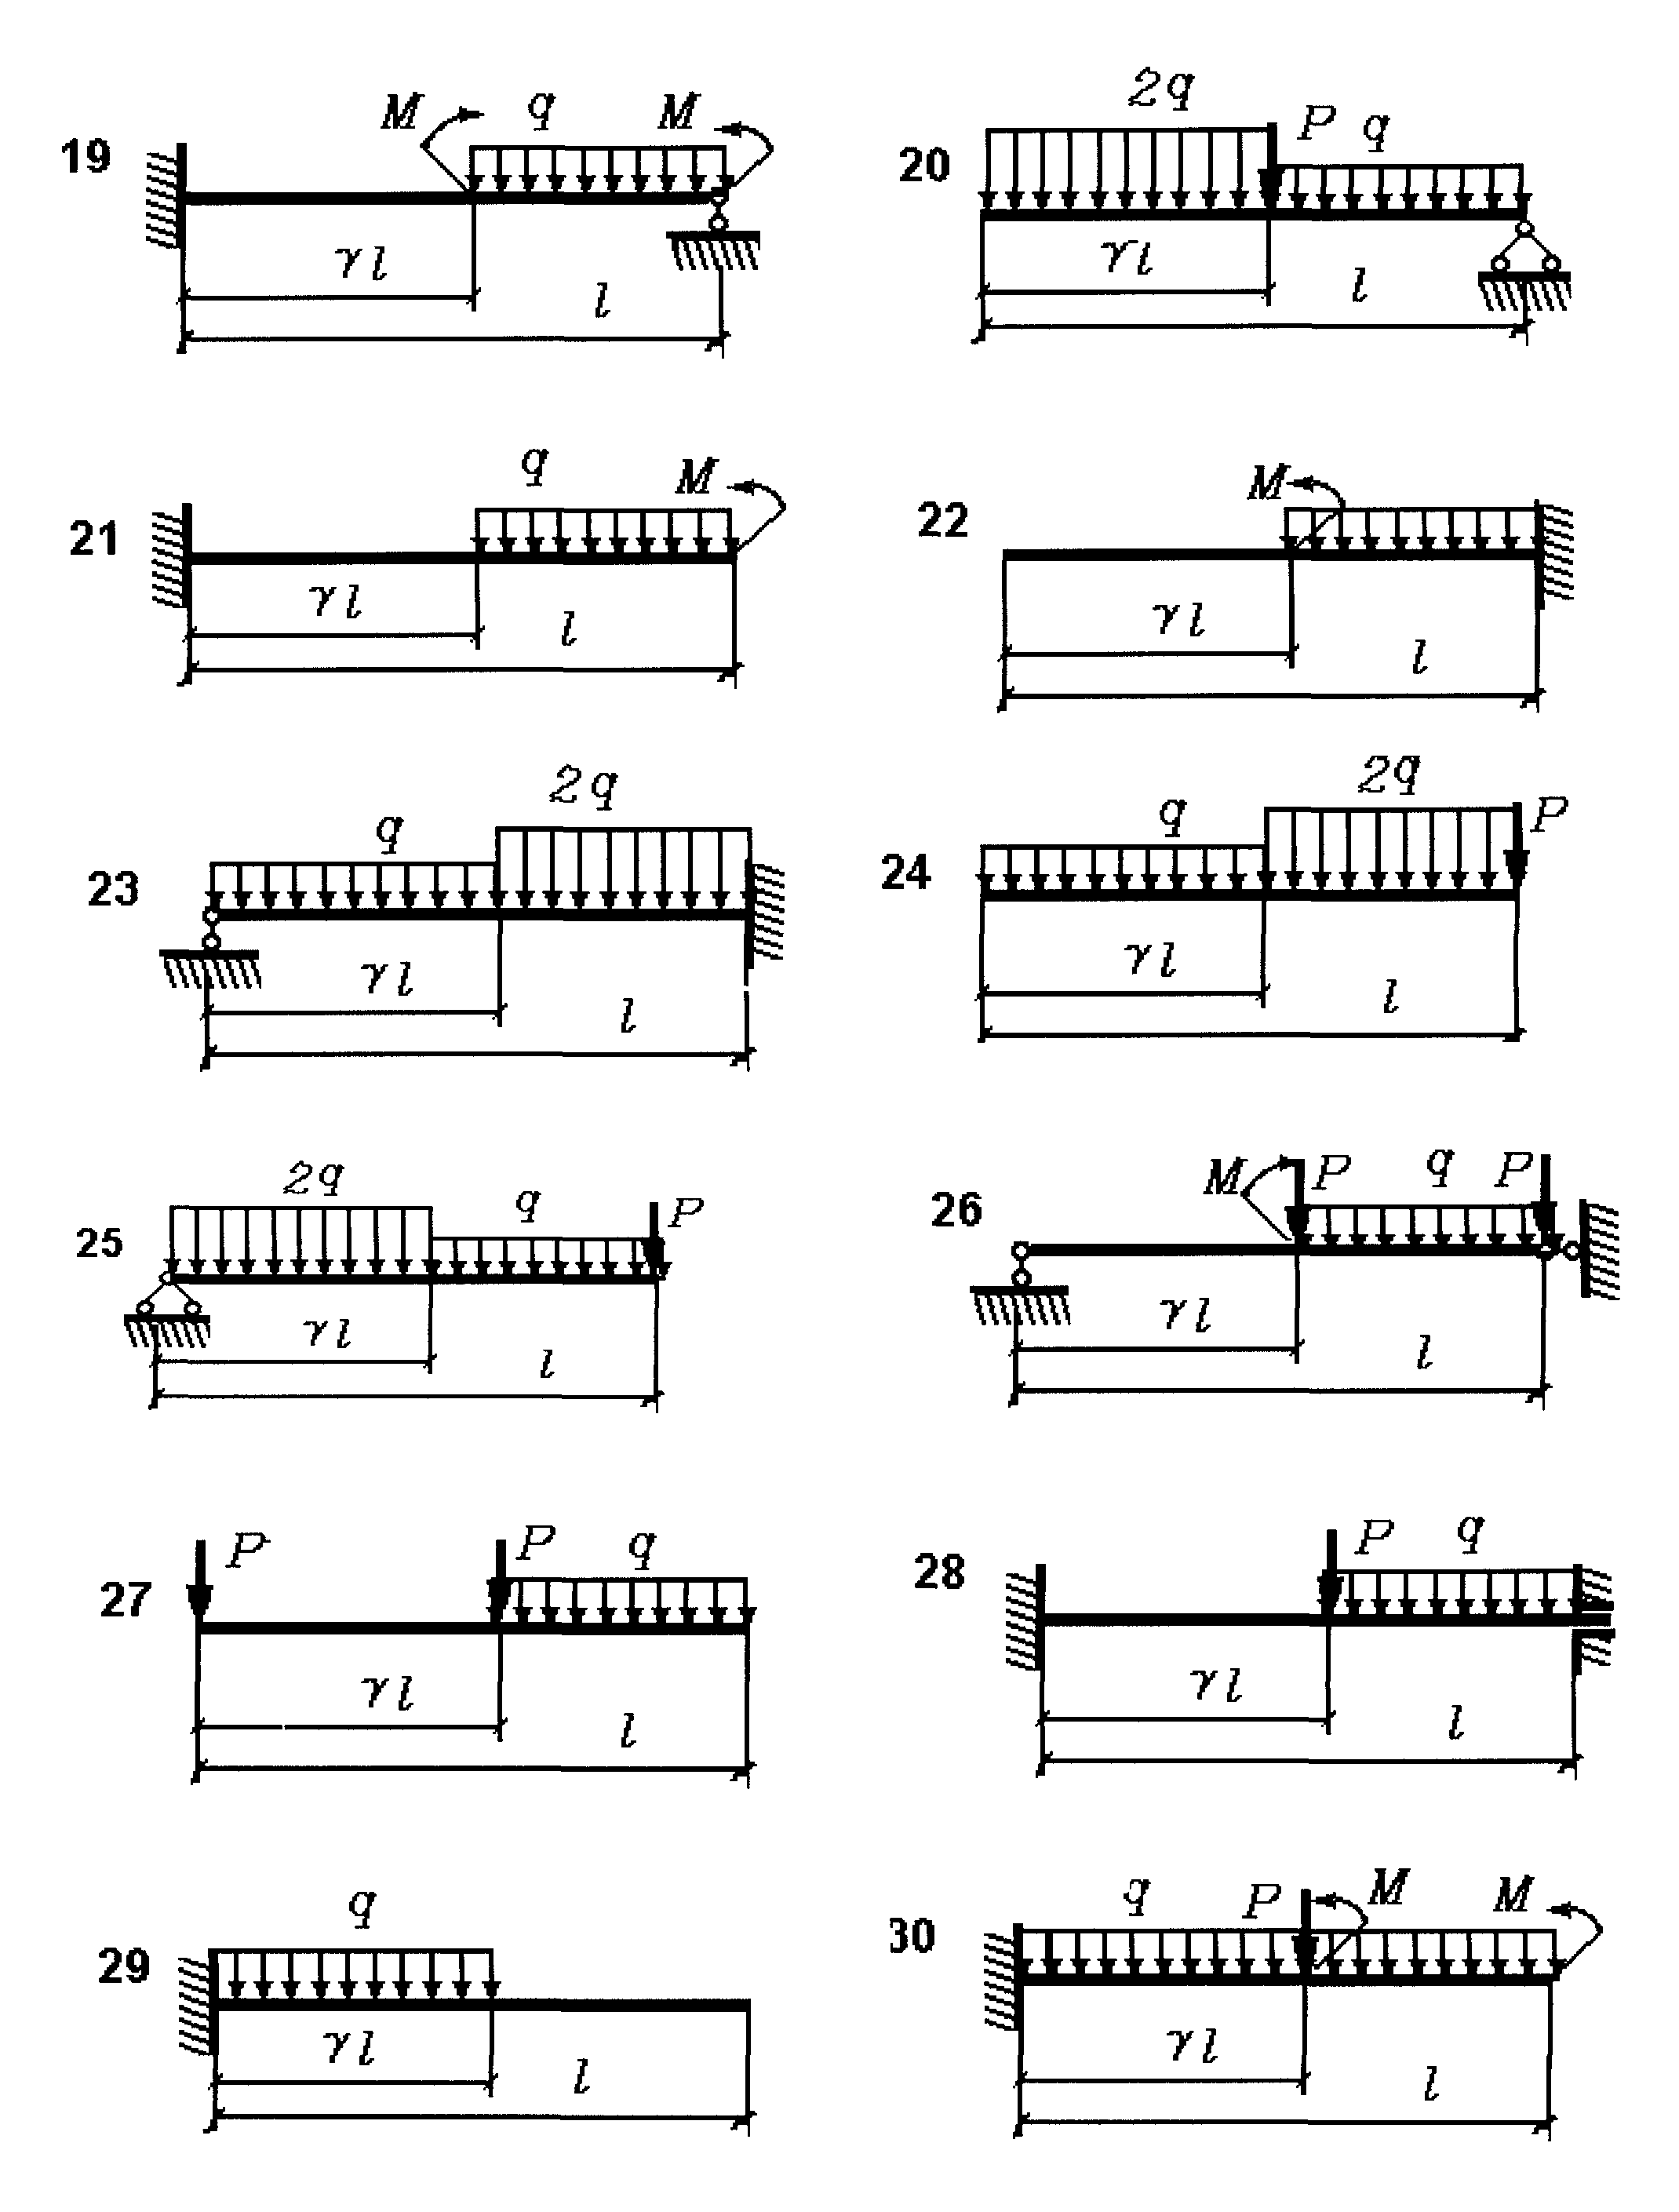 19 M q M γl l
20 2q P q γl l
21 q M γl l
22 M γl l
23 q 2q γl l
24 q 2q P γl l
25 2q q P γl l
26 M P q P γl l
27 P P q γl l
28 P q γl l
29 q γl l
30 q P M M γl l